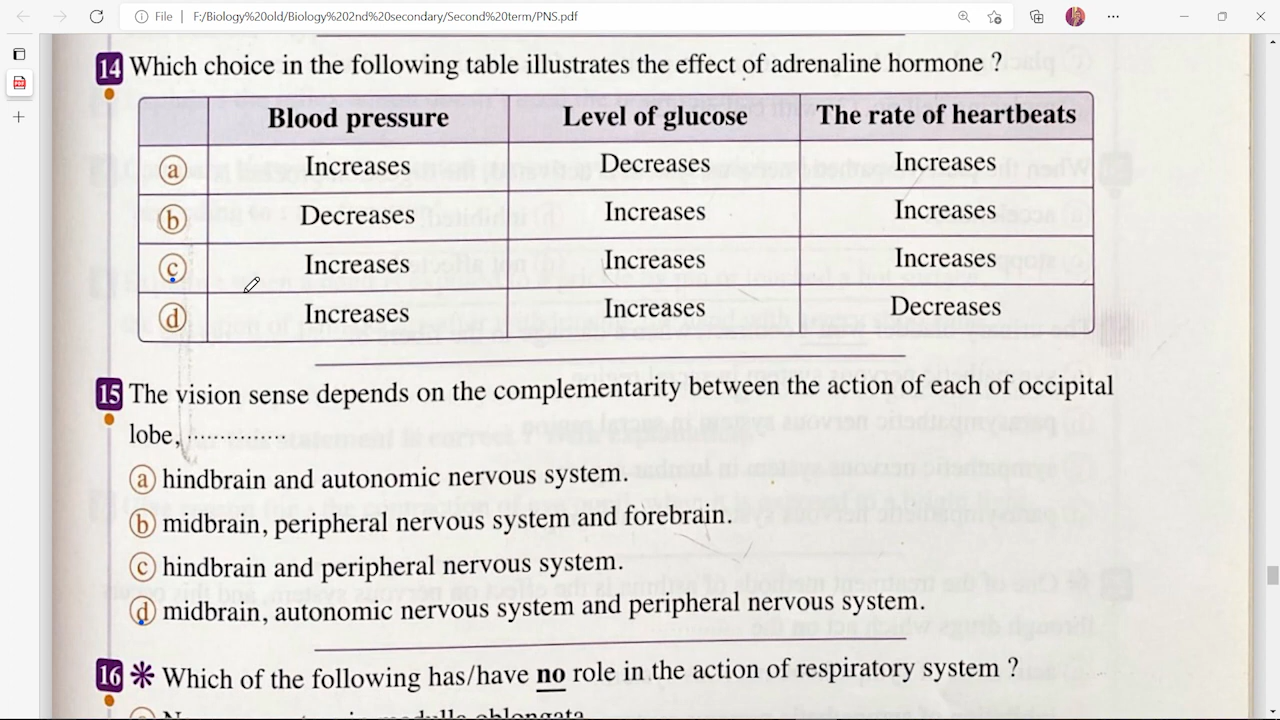 File | F:/Biology%20old/Biology%202nd%20secondary/Second%20term/PNS.pdf
14 Which choice in the following table illustrates the effect of adrenaline hormone ?
Blood pressure Level of glucose The rate of heartbeats
a Increases Decreases Increases
b Decreases Increases Increases
c Increases Increases Increases
d Increases Increases Decreases
15 The vision sense depends on the complementarity between the action of each of occipital
lobe, ................
a hindbrain and autonomic nervous system.
b midbrain, peripheral nervous system and forebrain.
c hindbrain and peripheral nervous system.
d midbrain, autonomic nervous system and peripheral nervous system.
16 * Which of the following has/have no role in the action of respiratory system ?